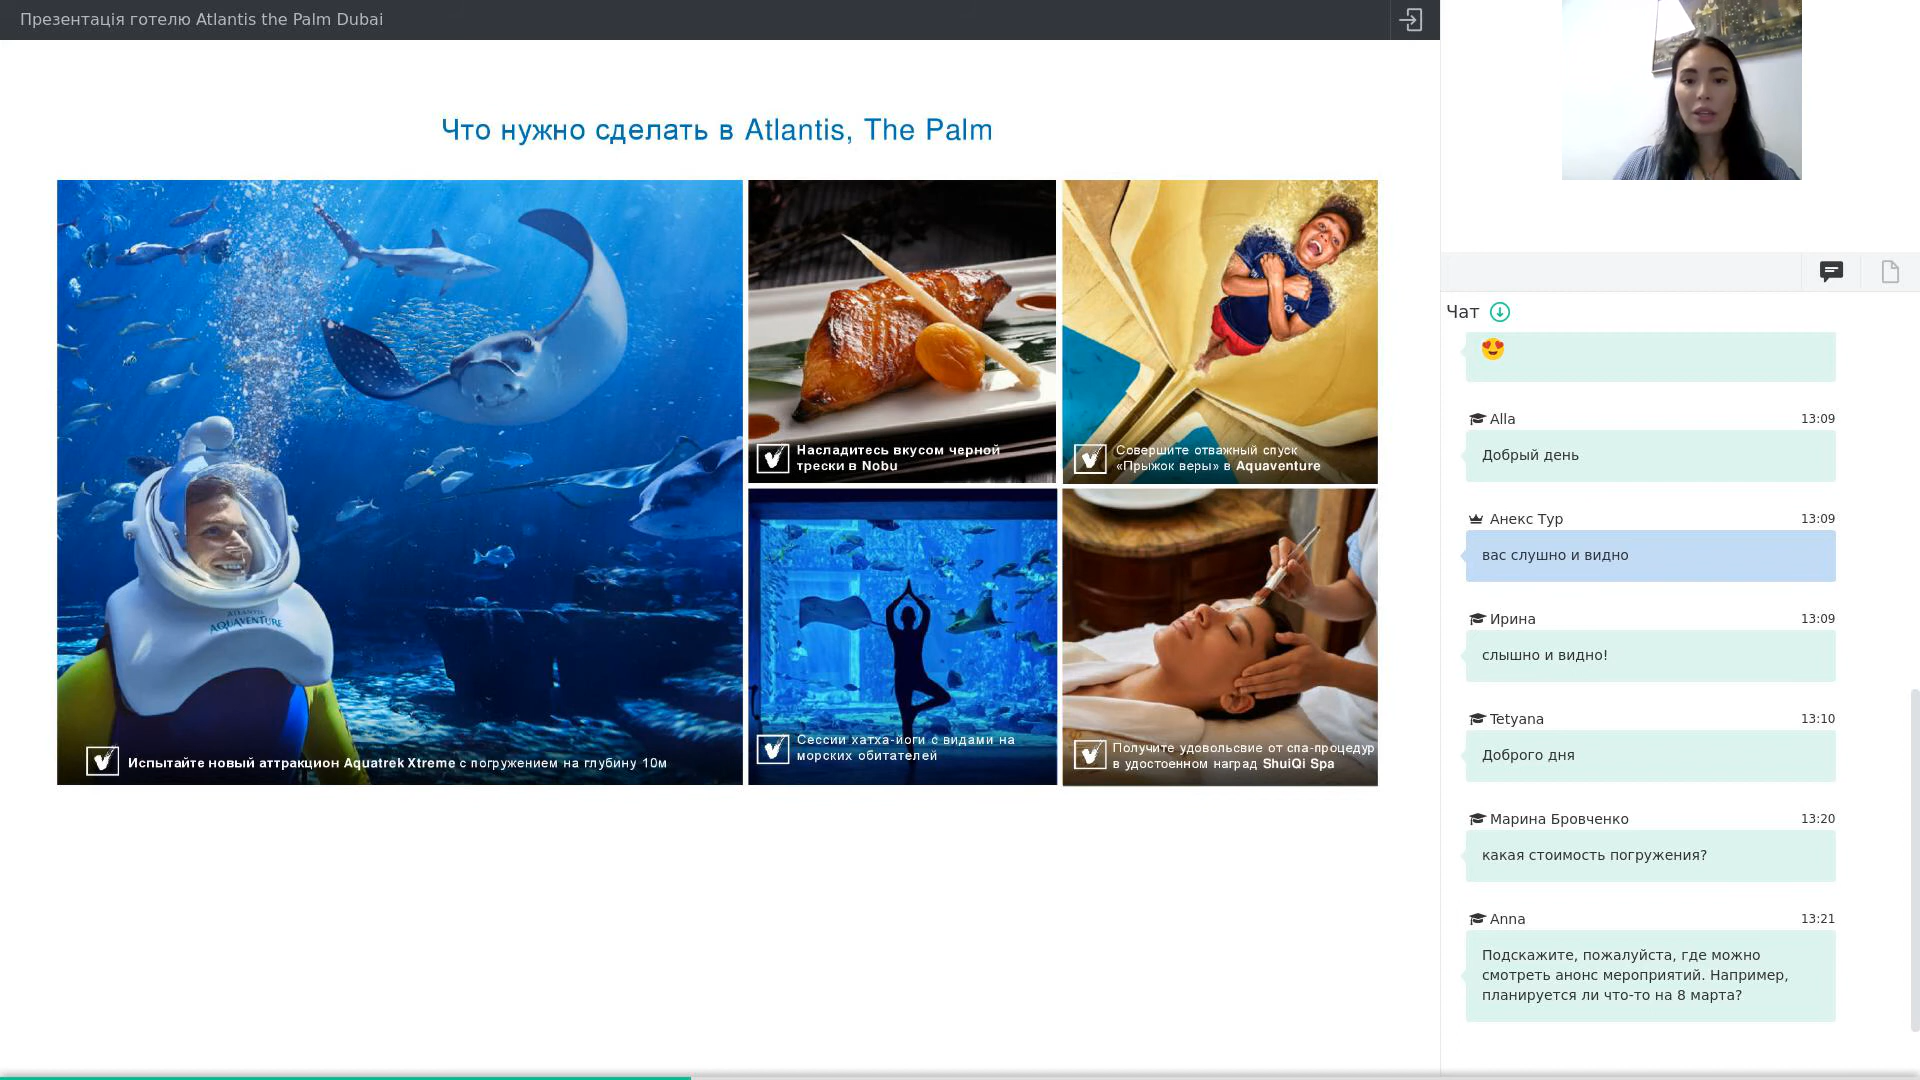 Презентація готелю Atlantis the Palm Dubai
Что нужно сделать в Atlantis, The Palm
ATLANTIS
AQUAVENTURE
Испытайте новый аттракцион Aquatrek Xtreme с погружением на глубину 10м
Насладитесь вкусом черной
трески в Nobu
Совершите отважный спуск
«Прыжок веры» в Aquaventure
Сессии хатха-йоги с видами на
морских обитателей
Получите удовольсвие от спа-процедур
в удостоенном наград ShuiQi Spa
Чат
Alla 13:09
Добрый день
Анекс Тур 13:09
вас слушно и видно
Ирина 13:09
слышно и видно!
Tetyana 13:10
Доброго дня
Марина Бровченко 13:20
какая стоимость погружения?
Anna 13:21
Подскажите, пожалуйста, где можно
смотреть анонс мероприятий. Например,
планируется ли что-то на 8 марта?